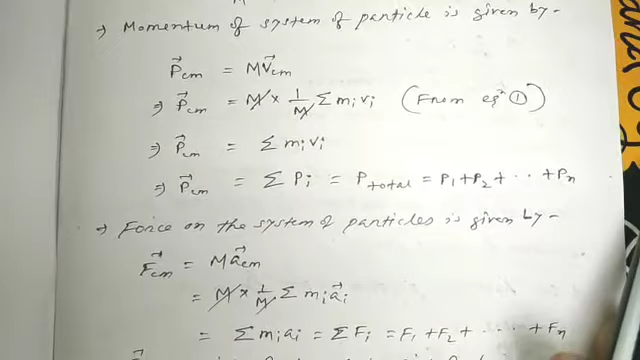 → Momentum of system of particle is given by -
P⃗cm = MV⃗cm
⇒ P⃗cm = M × 1/M Σ mivi (From eqn ①)
⇒ P⃗cm = Σ mivi
⇒ P⃗cm = Σ Pi = Ptotal = P1+P2+ ‥ ‥ +Pn
→ Force on the system of particles is given by -
F⃗cm = Ma⃗cm
= M × 1/M Σ mia⃗i
= Σ miai = Σ Fi = F1 +F2 + ‥ ‥ + Fn